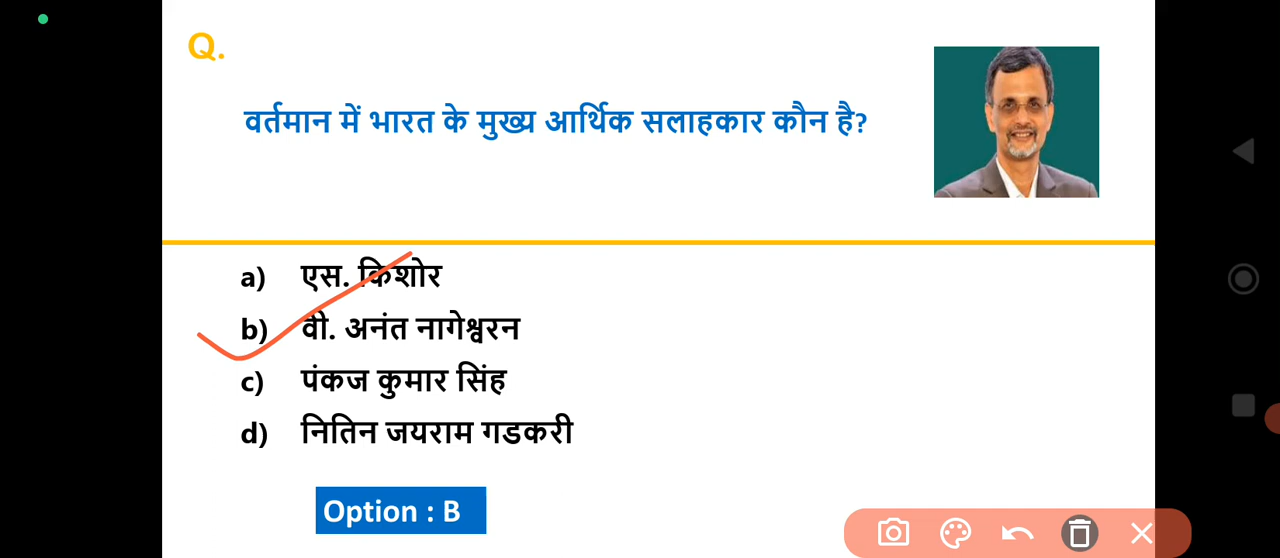 Q.
वर्तमान में भारत के मुख्य आर्थिक सलाहकार कौन है?
a) एस. किशोर
b) वी. अनंत नागेश्वरन
c) पंकज कुमार सिंह
d) नितिन जयराम गडकरी
Option : B